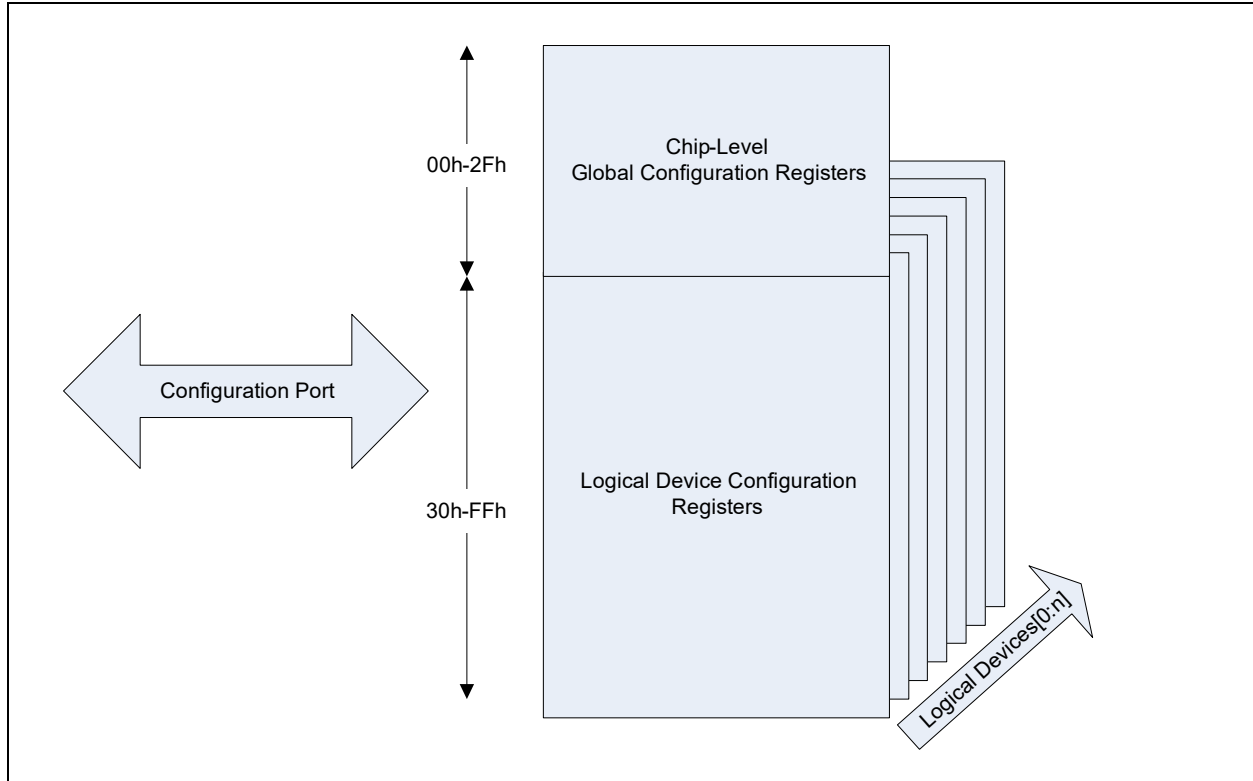 Chip-Level
Global Configuration Registers
00h-2Fh
Configuration Port
Logical Device Configuration
Registers
30h-FFh
Logical Devices[0:n]